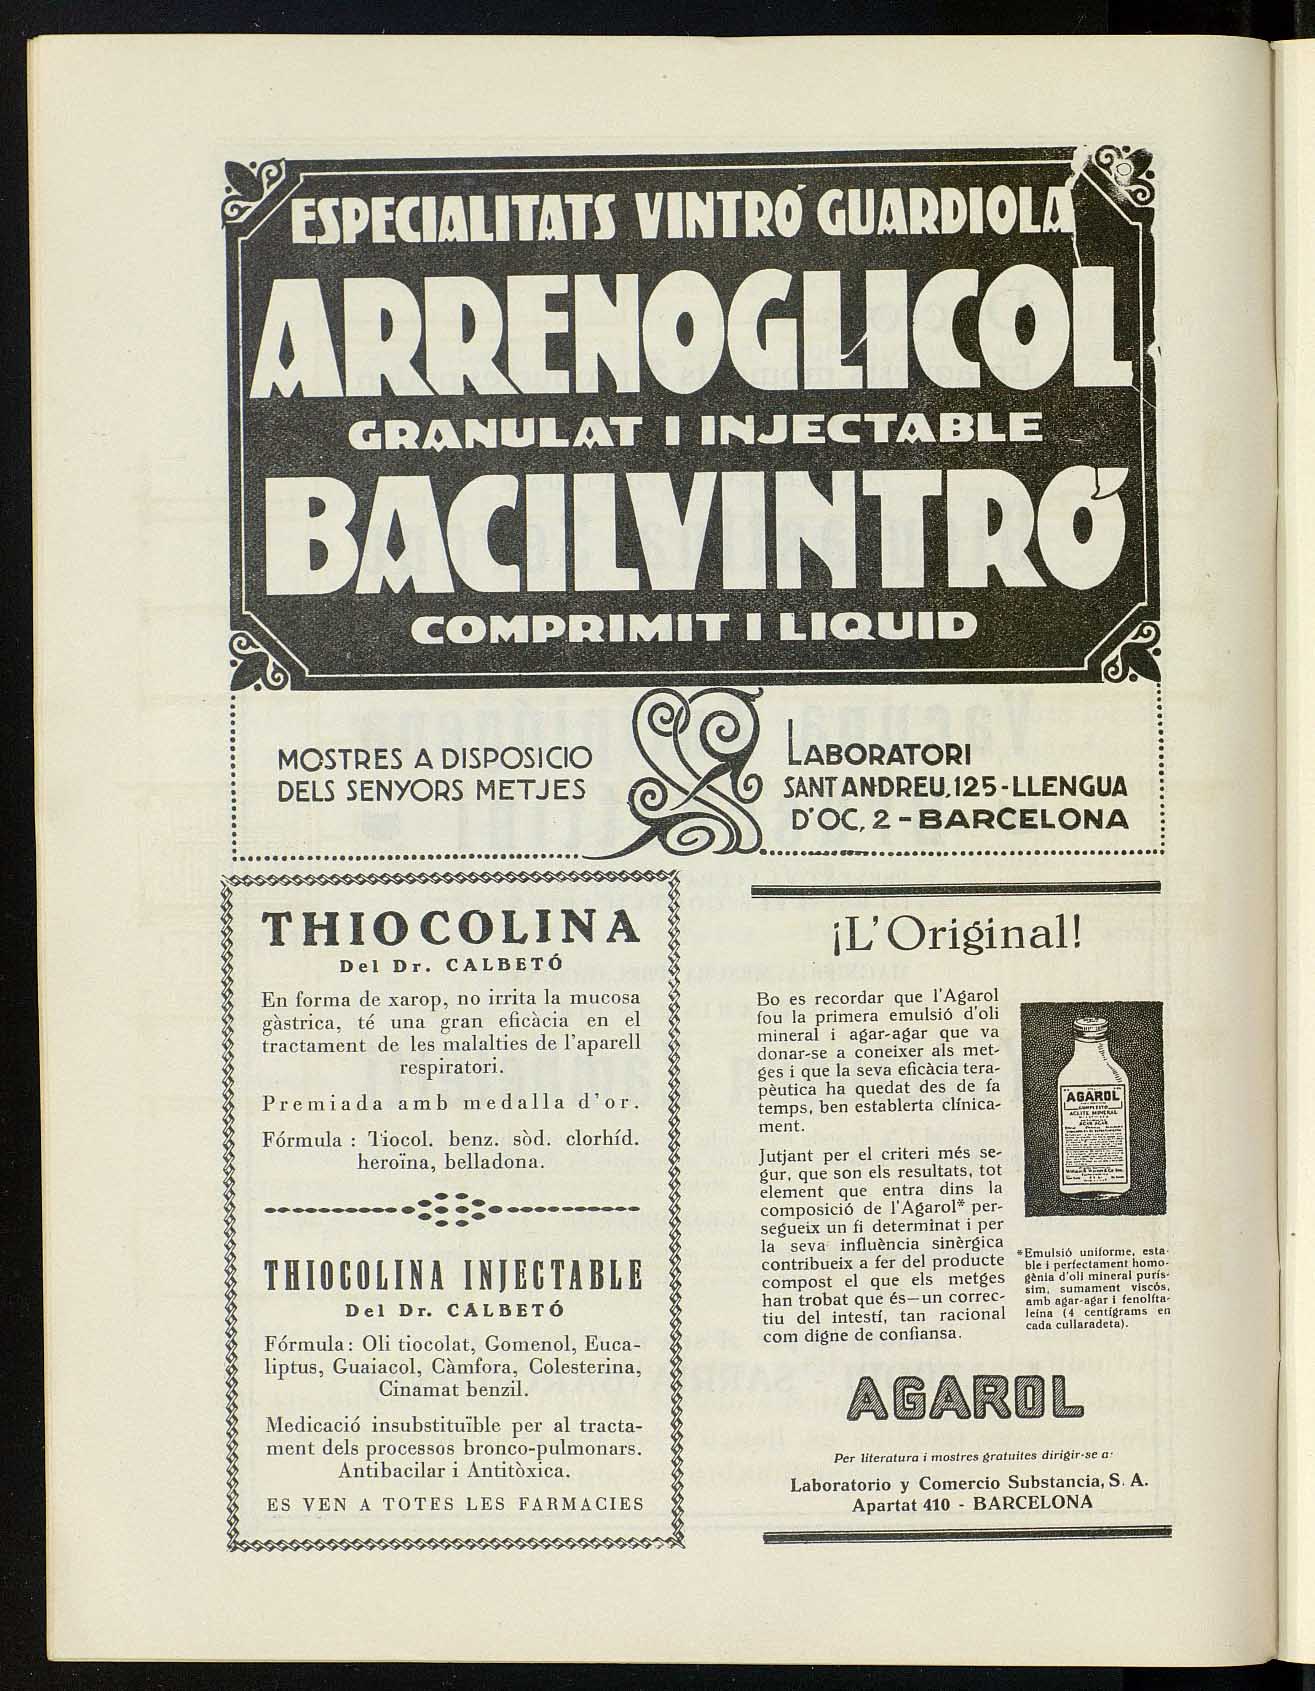 ESPECIALITATS VINTRÓ GUARDIOLA
ARRENOGLICOL
GRANULAT I INJECTABLE
BACILVINTRÓ
COMPRIMIT I LIQUID
MOSTRES A DISPOSICIO
DELS SENYORS METJES
LABORATORI
SANT ANDREU, 125 - LLENGUA
D'OC, 2 - BARCELONA
THIOCOLINA
Del Dr. CALBETÓ
En forma de xarop, no irrita la mucosa
gàstrica, té una gran eficàcia en el
tractament de les malalties de l'aparell
respiratori.
Premiada amb medalla d'or.
Fórmula : Tiocol. benz. sòd. clorhíd.
heroïna, belladona.
THIOCOLINA INJECTABLE
Del Dr. CALBETÓ
Fórmula: Oli tiocolat, Gomenol, Euca-
liptus, Guaiacol, Càmfora, Colesterina,
Cinamat benzil.
Medicació insubstituïble per al tracta-
ment dels processos bronco-pulmonars.
Antibacilar i Antitòxica.
ES VEN A TOTES LES FARMACIES
¡L'Original!
Bo es recordar que l'Agarol
fou la primera emulsió d'oli
mineral i agar-agar que va
donar-se a coneixer als met-
ges i que la seva eficàcia tera-
pèutica ha quedat des de fa
temps, ben establerta clínica-
ment.
Jutjant per el criteri més se-
gur, que son els resultats, tot
element que entra dins la
composició de l'Agarol* per-
segueix un fi determinat i per
la seva influència sinèrgica
contribueix a fer del producte
compost el que els metges
han trobat que és—un correc-
tiu del intestí, tan racional
com digne de confiansa.
AGAROL
ACEITE MINERAL
AGAR AGAR
*Emulsió uniforme, esta-
ble i perfectament homo-
gènia d'oli mineral purís-
sim, sumament viscós,
amb agar-agar i fenolfta-
leína (4 centígrams en
cada cullaradeta).
AGAROL
Per literatura i mostres gratuites dirigir-se a:
Laboratorio y Comercio Substancia, S. A.
Apartat 410 - BARCELONA